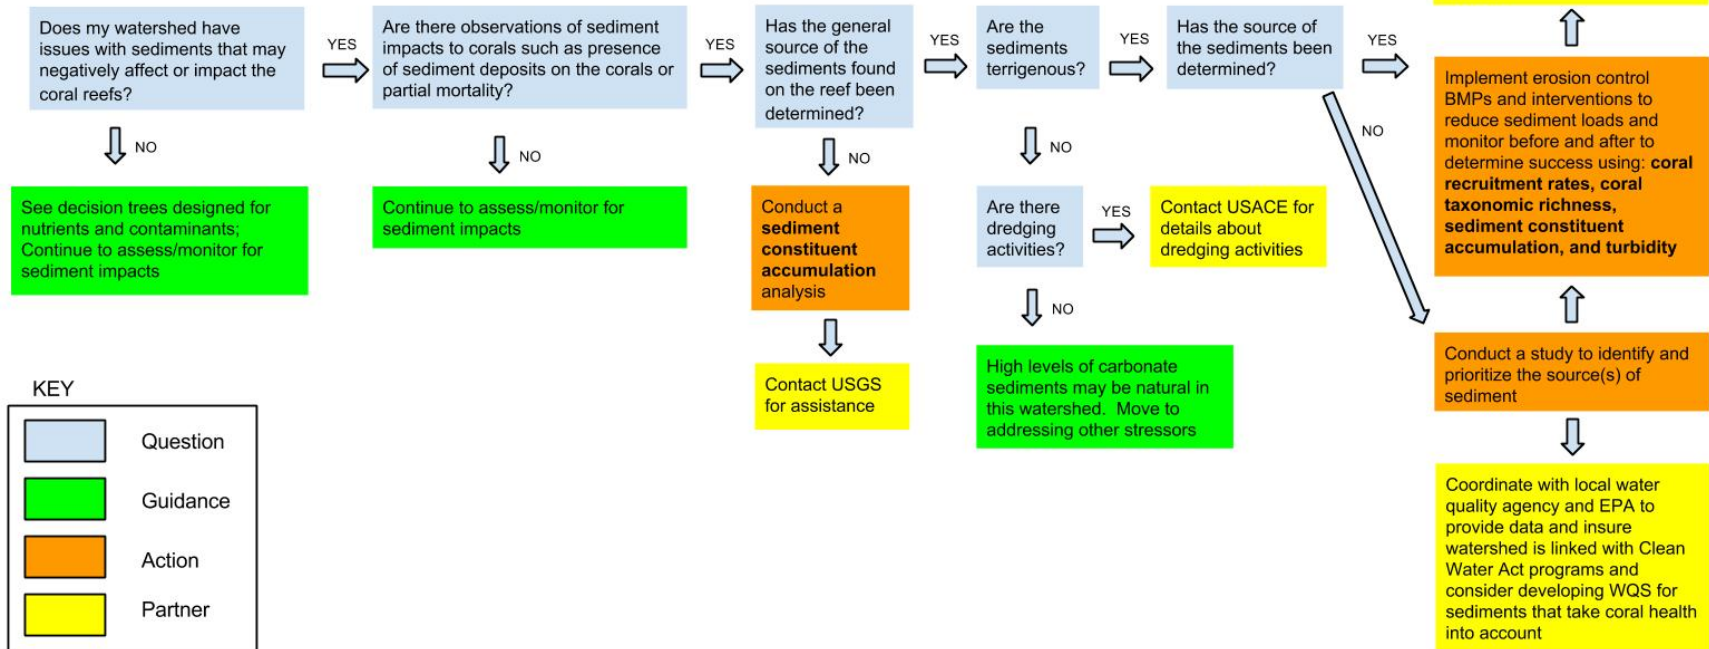 Does my watershed have
issues with sediments that may
negatively affect or impact the
coral reefs?
YES
Are there observations of sediment
impacts to corals such as presence
of sediment deposits on the corals or
partial mortality?
YES
Has the general
source of the
sediments found
on the reef been
determined?
YES
Are the
sediments
terrigenous?
YES
Has the source of
the sediments been
determined?
YES
Implement erosion control
BMPs and interventions to
reduce sediment loads and
monitor before and after to
determine success using: coral
recruitment rates, coral
taxonomic richness,
sediment constituent
accumulation, and turbidity
NO
NO
NO
NO
NO
See decision trees designed for
nutrients and contaminants;
Continue to assess/monitor for
sediment impacts
Continue to assess/monitor for
sediment impacts
Conduct a
sediment
constituent
accumulation
analysis
Are there
dredging
activities?
YES
Contact USACE for
details about
dredging activities
NO
Contact USGS
for assistance
High levels of carbonate
sediments may be natural in
this watershed. Move to
addressing other stressors
Conduct a study to identify and
prioritize the source(s) of
sediment
Coordinate with local water
quality agency and EPA to
provide data and insure
watershed is linked with Clean
Water Act programs and
consider developing WQS for
sediments that take coral health
into account
KEY
Question
Guidance
Action
Partner